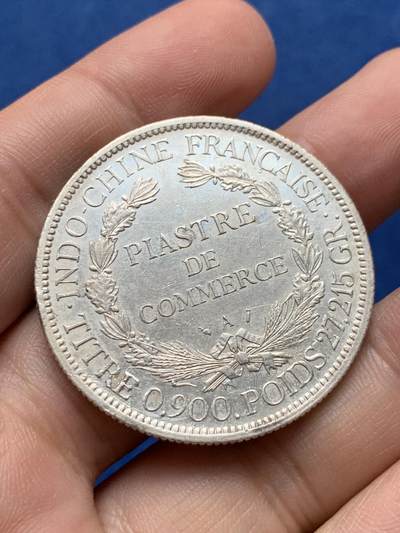 INDO-CHINE FRANÇAISE.
PIASTRE
DE
COMMERCE
A
TITRE 0,900. POIDS 27,215 GR.